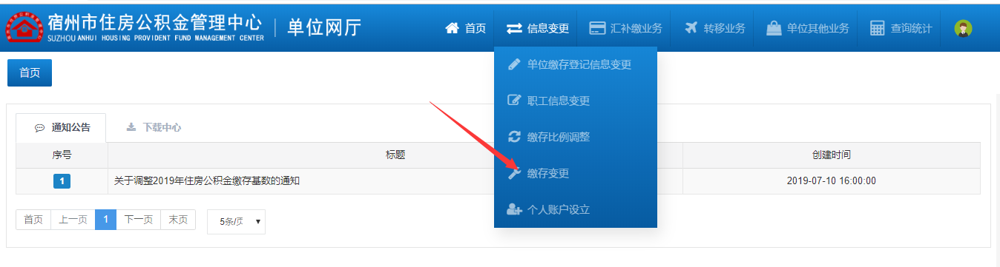 宿州市住房公积金管理中心
SUZHOU ANHUI HOUSING PROVIDENT FUND MANAGEMENT CENTER
单位网厅
首页
信息变更
汇补缴业务
转移业务
单位其他业务
查询统计
首页
单位缴存登记信息变更
职工信息变更
缴存比例调整
缴存变更
个人账户设立
通知公告
下载中心
序号 标题 创建时间
1 关于调整2019年住房公积金缴存基数的通知 2019-07-10 16:00:00
首页 上一页 1 下一页 末页 5条/页